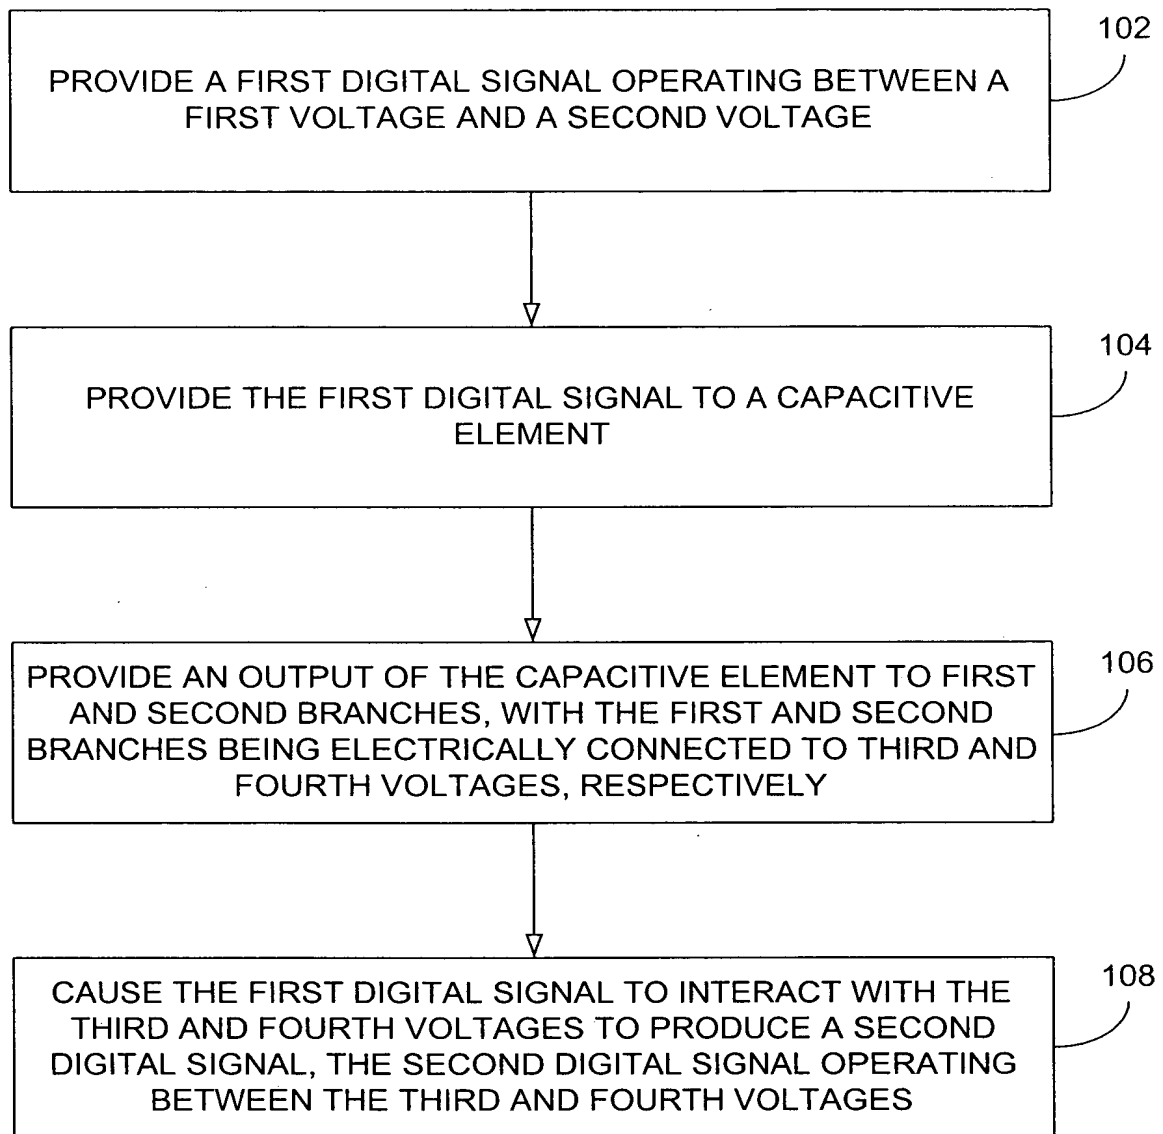 102
PROVIDE A FIRST DIGITAL SIGNAL OPERATING BETWEEN A
FIRST VOLTAGE AND A SECOND VOLTAGE
104
PROVIDE THE FIRST DIGITAL SIGNAL TO A CAPACITIVE
ELEMENT
106
PROVIDE AN OUTPUT OF THE CAPACITIVE ELEMENT TO FIRST
AND SECOND BRANCHES, WITH THE FIRST AND SECOND
BRANCHES BEING ELECTRICALLY CONNECTED TO THIRD AND
FOURTH VOLTAGES, RESPECTIVELY
108
CAUSE THE FIRST DIGITAL SIGNAL TO INTERACT WITH THE
THIRD AND FOURTH VOLTAGES TO PRODUCE A SECOND
DIGITAL SIGNAL, THE SECOND DIGITAL SIGNAL OPERATING
BETWEEN THE THIRD AND FOURTH VOLTAGES